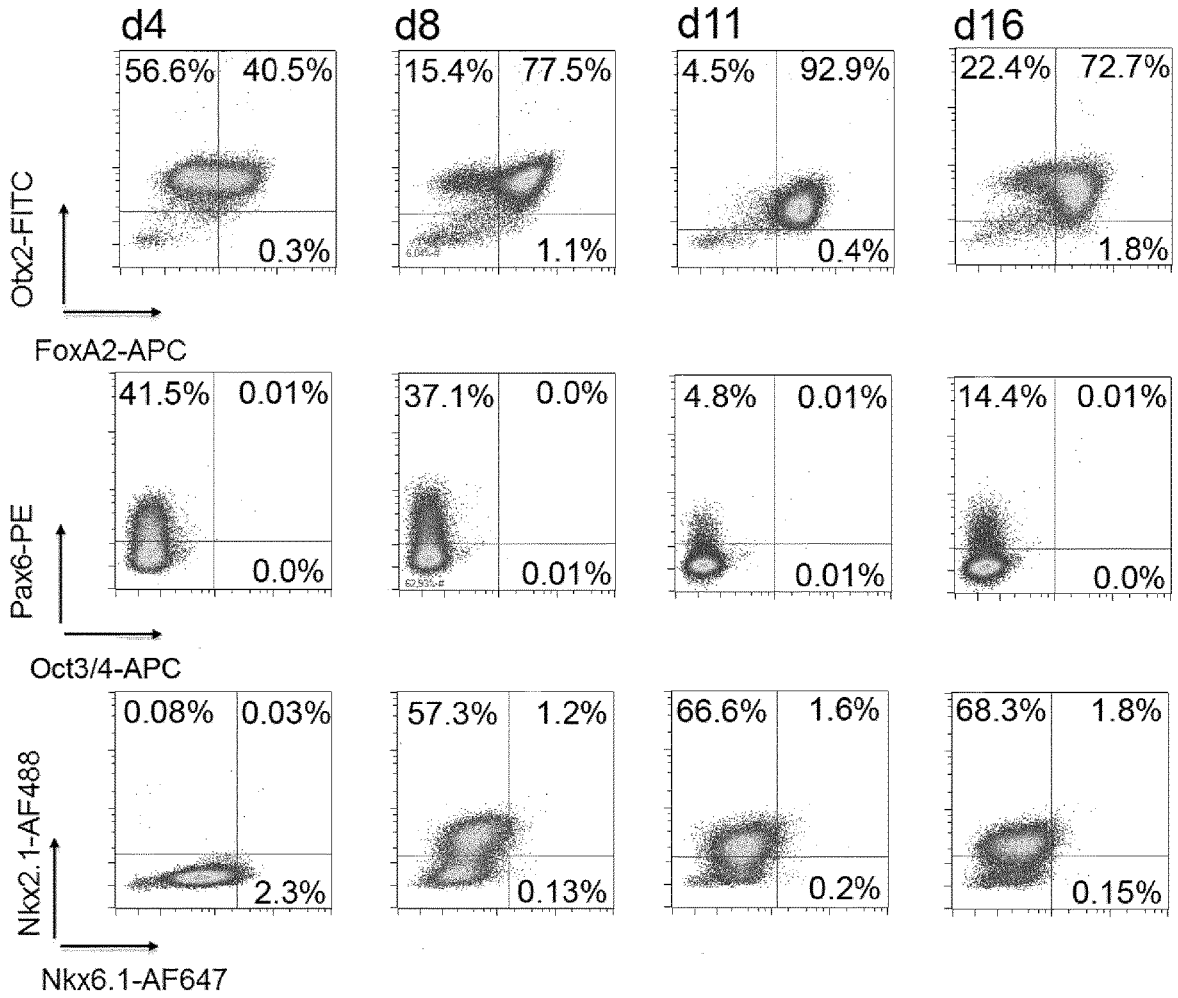 d4 d8 d11 d16
56.6% 40.5% 15.4% 77.5% 4.5% 92.9% 22.4% 72.7%
0.3% 1.1% 0.4% 1.8%
Otx2-FITC
FoxA2-APC
41.5% 0.01% 37.1% 0.0% 4.8% 0.01% 14.4% 0.01%
0.0% 0.01% 0.01% 0.0%
Pax6-PE
Oct3/4-APC
0.08% 0.03% 57.3% 1.2% 66.6% 1.6% 68.3% 1.8%
2.3% 0.13% 0.2% 0.15%
Nkx2.1-AF488
Nkx6.1-AF647